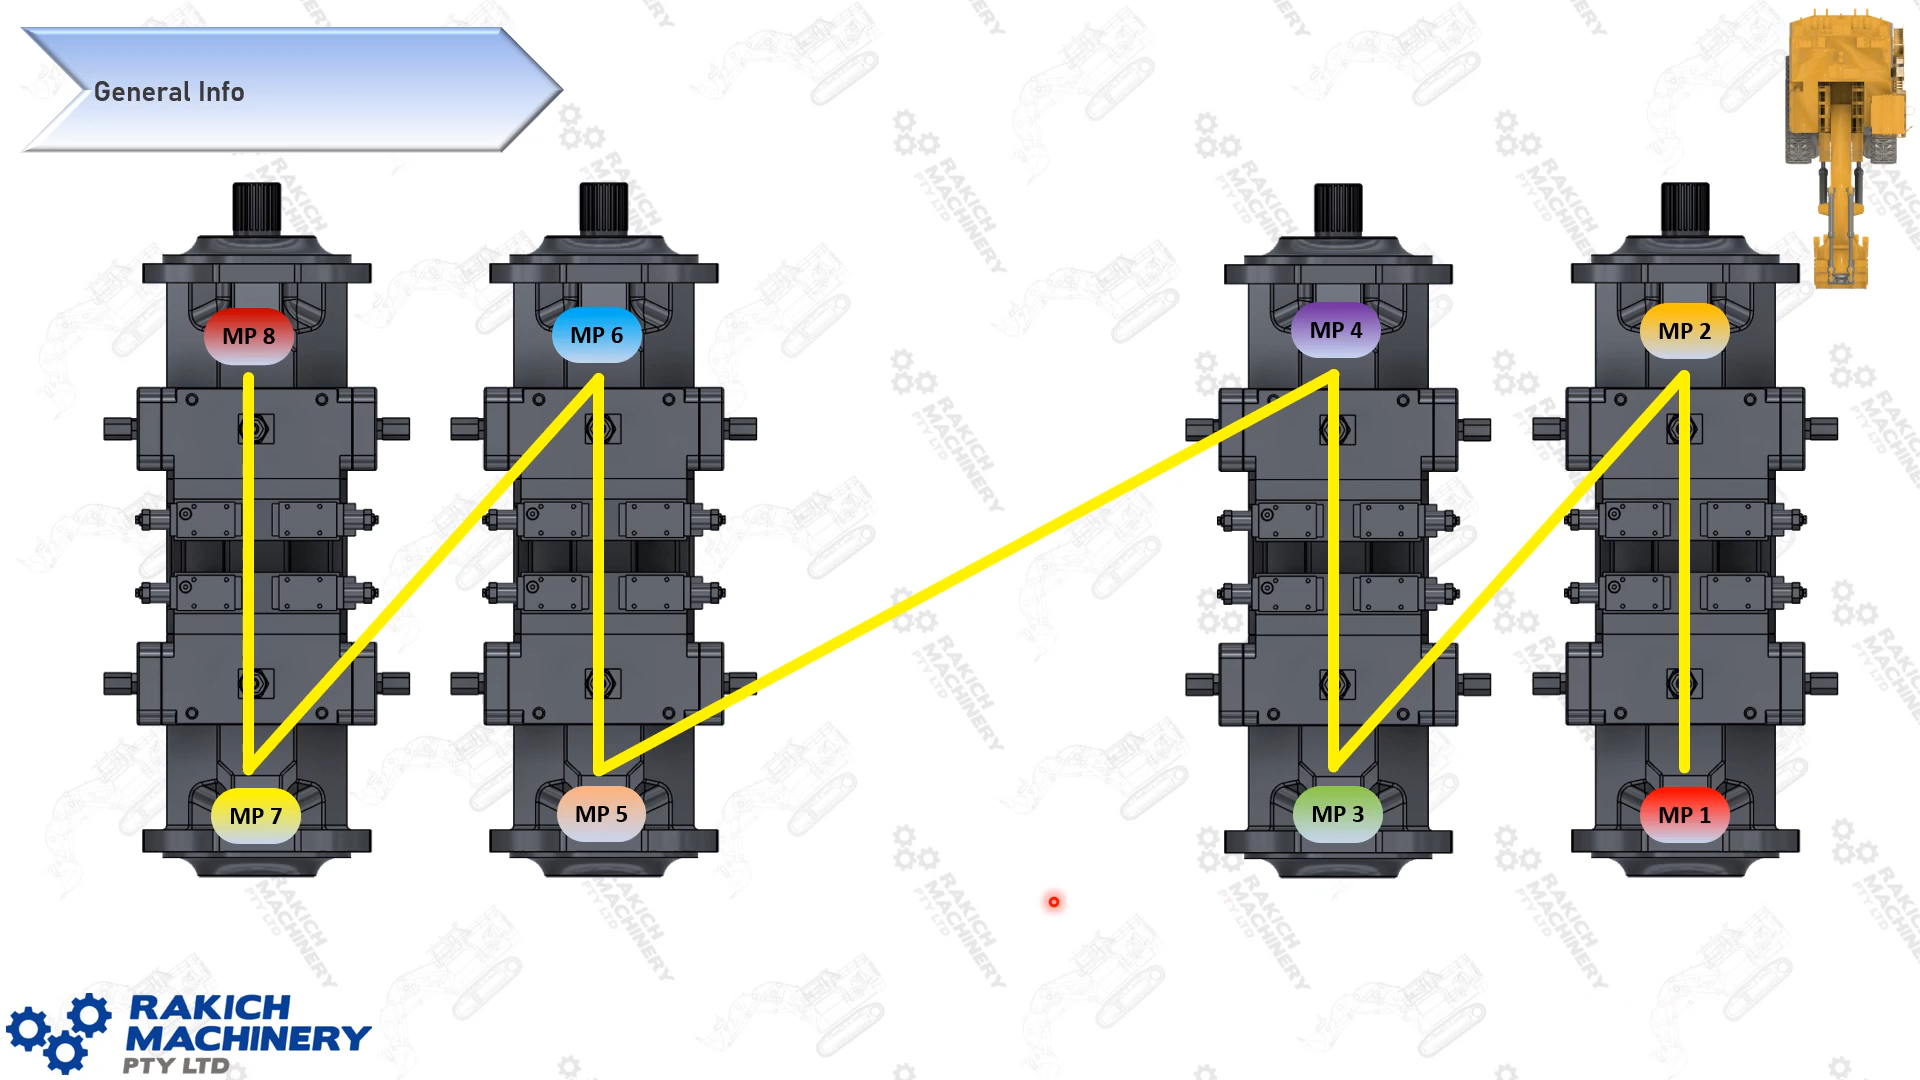 General Info
MP 8
MP 6
MP 4
MP 2
MP 7
MP 5
MP 3
MP 1
RAKICH
MACHINERY
PTY LTD